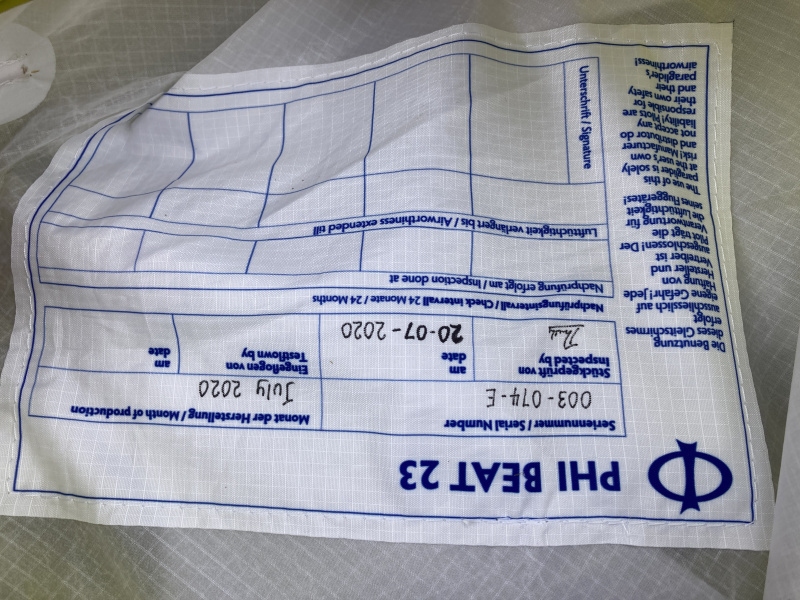 PHI BEAT 23
Seriennummer / Serial Number
003-074-E
Monat der Herstellung / Month of production
July 2020
Stückgeprüft von
Inspected by
am
date
20-07-2020
Eingeflogen von
Testflown by
am
date
Nachprüfungsintervall / Check intervall 24 Monate / 24 Months
Nachprüfung erfolgt am / Inspection done at
Lufttüchtigkeit verlängert bis / Airworthiness extended till
Unterschrift / Signature
Die Benutzung
dieses Gleitschirmes
erfolgt
ausschliesslich auf
eigene Gefahr! Jede
Haftung von
Hersteller und
Vertreiber ist
ausgeschlossen! Der
Pilot trägt die
Verantwortung für
die Lufttüchtigkeit
seines Fluggerätes!
The use of this
paraglider is solely
at the user's own
risk! Manufacturer
and distributor do
not accept any
liability! Pilots are
responsible for
their own safety
and their
paraglider's
airworthiness!